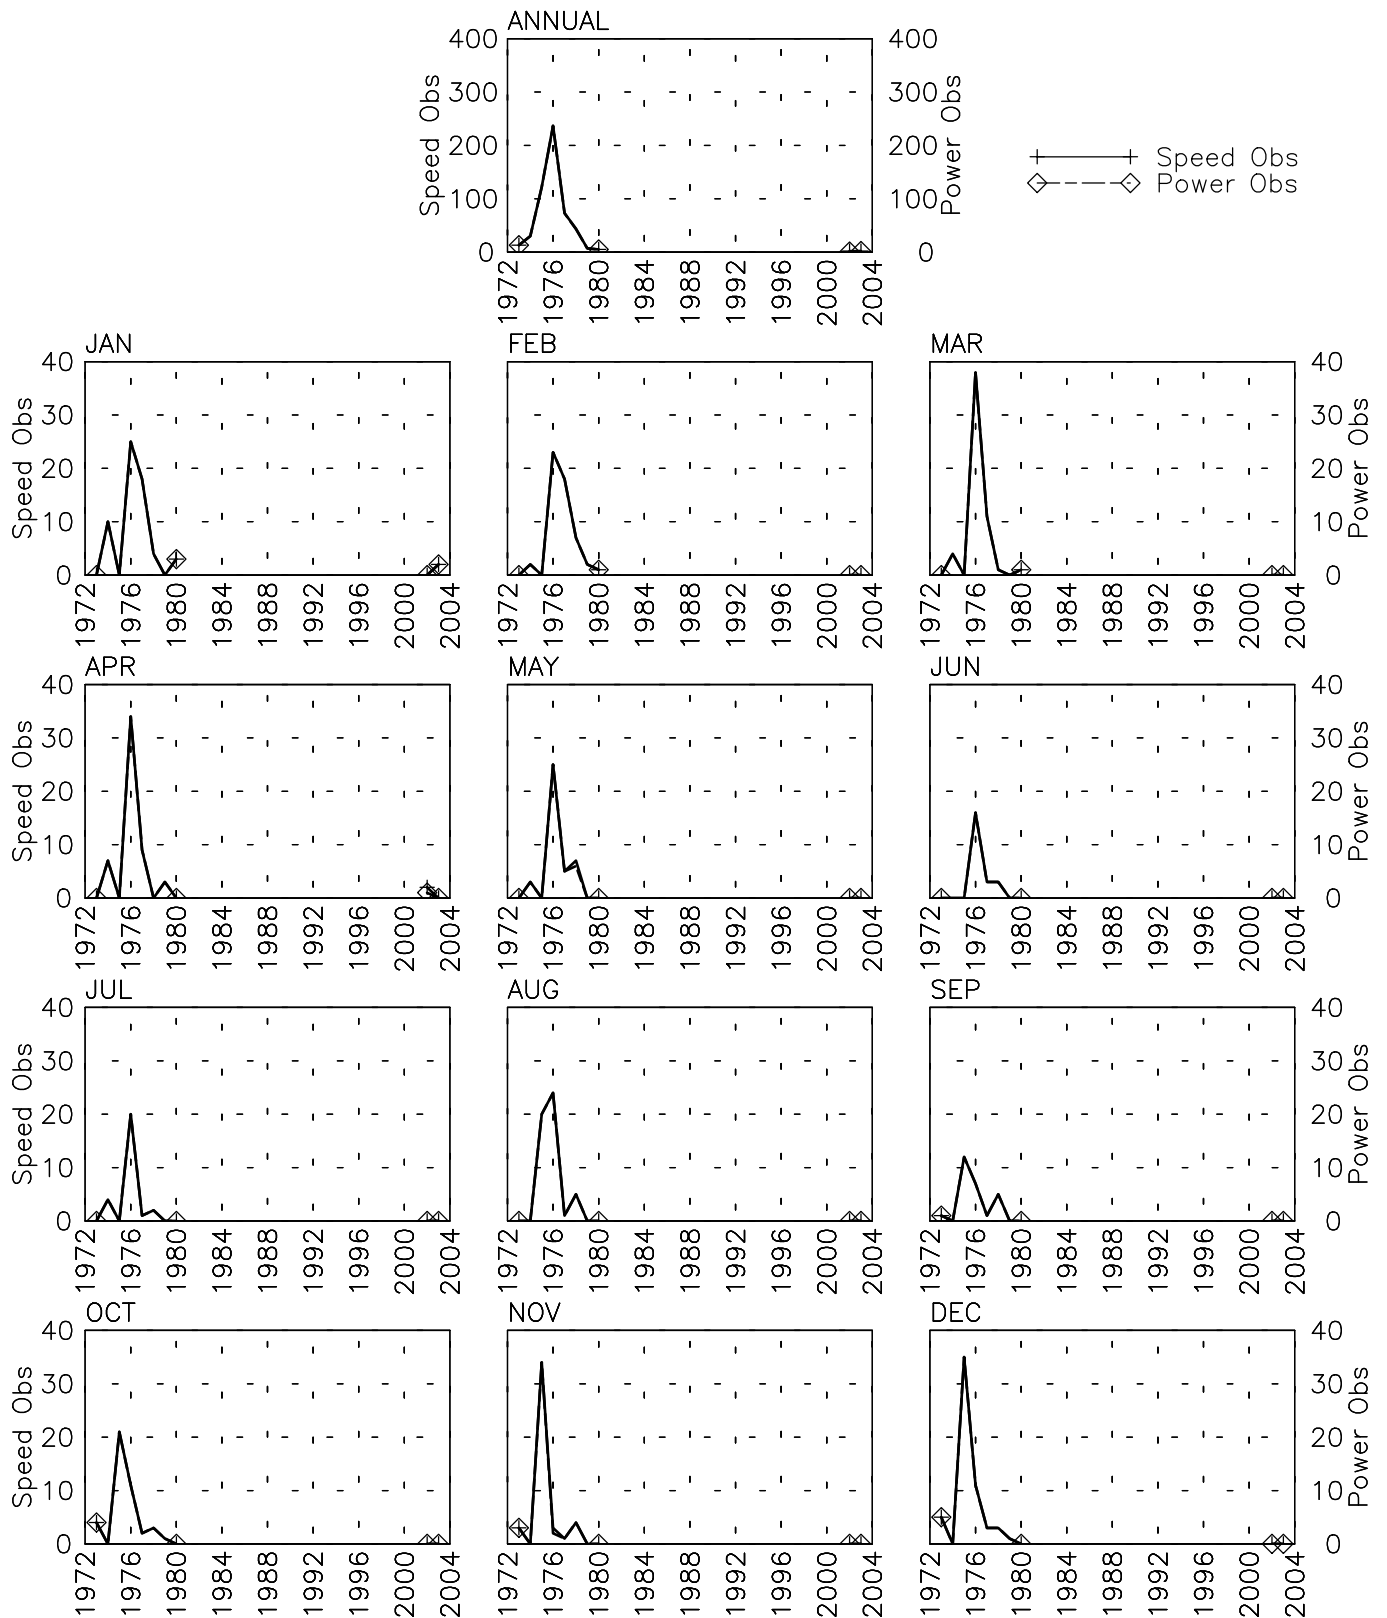 ANNUAL
400 400
300 300
200 200
100 100
0 0
Speed Obs
Power Obs
Speed Obs
Power Obs
1972 1976 1980 1984 1988 1992 1996 2000 2004
JAN FEB MAR
40 40
30 30
20 20
10 10
0 0
Speed Obs
Power Obs
1972 1976 1980 1984 1988 1992 1996 2000 2004 1972 1976 1980 1984 1988 1992 1996 2000 2004 1972 1976 1980 1984 1988 1992 1996 2000 2004
APR MAY JUN
40 40
30 30
20 20
10 10
0 0
Speed Obs
Power Obs
1972 1976 1980 1984 1988 1992 1996 2000 2004 1972 1976 1980 1984 1988 1992 1996 2000 2004 1972 1976 1980 1984 1988 1992 1996 2000 2004
JUL AUG SEP
40 40
30 30
20 20
10 10
0 0
Speed Obs
Power Obs
1972 1976 1980 1984 1988 1992 1996 2000 2004 1972 1976 1980 1984 1988 1992 1996 2000 2004 1972 1976 1980 1984 1988 1992 1996 2000 2004
OCT NOV DEC
40 40
30 30
20 20
10 10
0 0
Speed Obs
Power Obs
1972 1976 1980 1984 1988 1992 1996 2000 2004 1972 1976 1980 1984 1988 1992 1996 2000 2004 1972 1976 1980 1984 1988 1992 1996 2000 2004